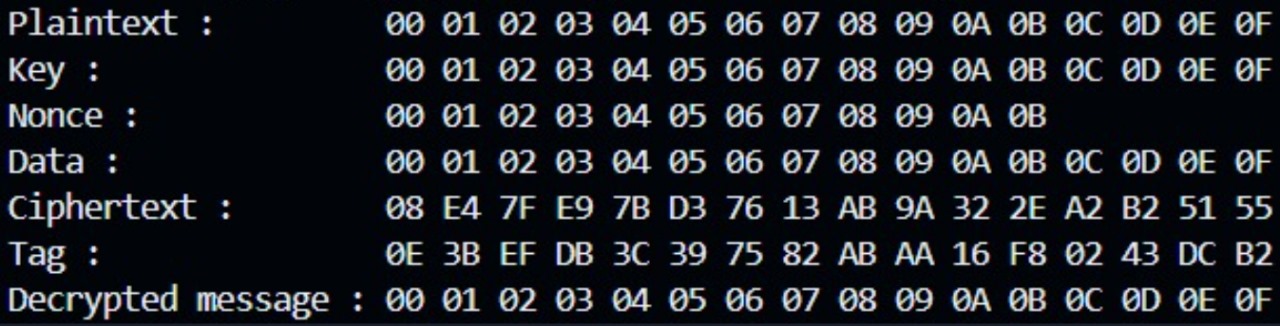 Plaintext : 00 01 02 03 04 05 06 07 08 09 0A 0B 0C 0D 0E 0F
Key : 00 01 02 03 04 05 06 07 08 09 0A 0B 0C 0D 0E 0F
Nonce : 00 01 02 03 04 05 06 07 08 09 0A 0B
Data : 00 01 02 03 04 05 06 07 08 09 0A 0B 0C 0D 0E 0F
Ciphertext : 08 E4 7F E9 7B D3 76 13 AB 9A 32 2E A2 B2 51 55
Tag : 0E 3B EF DB 3C 39 75 82 AB AA 16 F8 02 43 DC B2
Decrypted message : 00 01 02 03 04 05 06 07 08 09 0A 0B 0C 0D 0E 0F